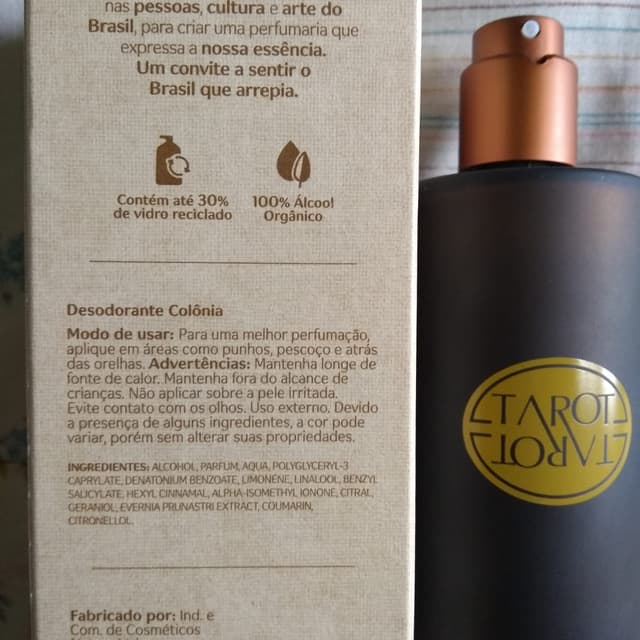 nas pessoas, cultura e arte do
Brasil, para criar uma perfumaria que
expressa a nossa essência.
Um convite a sentir o
Brasil que arrepia.
Contém até 30%
de vidro reciclado
100% Álcool
Orgânico
Desodorante Colônia
Modo de usar: Para uma melhor perfumação,
aplique em áreas como punhos, pescoço e atrás
das orelhas. Advertências: Mantenha longe de
fonte de calor. Mantenha fora do alcance de
crianças. Não aplicar sobre a pele irritada.
Evite contato com os olhos. Uso externo. Devido
a presença de alguns ingredientes, a cor pode
variar, porém sem alterar suas propriedades.
INGREDIENTES: ALCOHOL, PARFUM, AQUA, POLYGLYCERYL-3
CAPRYLATE, DENATONIUM BENZOATE, LIMONENE, LINALOOL, BENZYL
SALICYLATE, HEXYL CINNAMAL, ALPHA-ISOMETHYL IONONE, CITRAL,
GERANIOL, EVERNIA PRUNASTRI EXTRACT, COUMARIN,
CITRONELLOL.
Fabricado por: Ind. e
Com. de Cosméticos
TAROT
TAROT